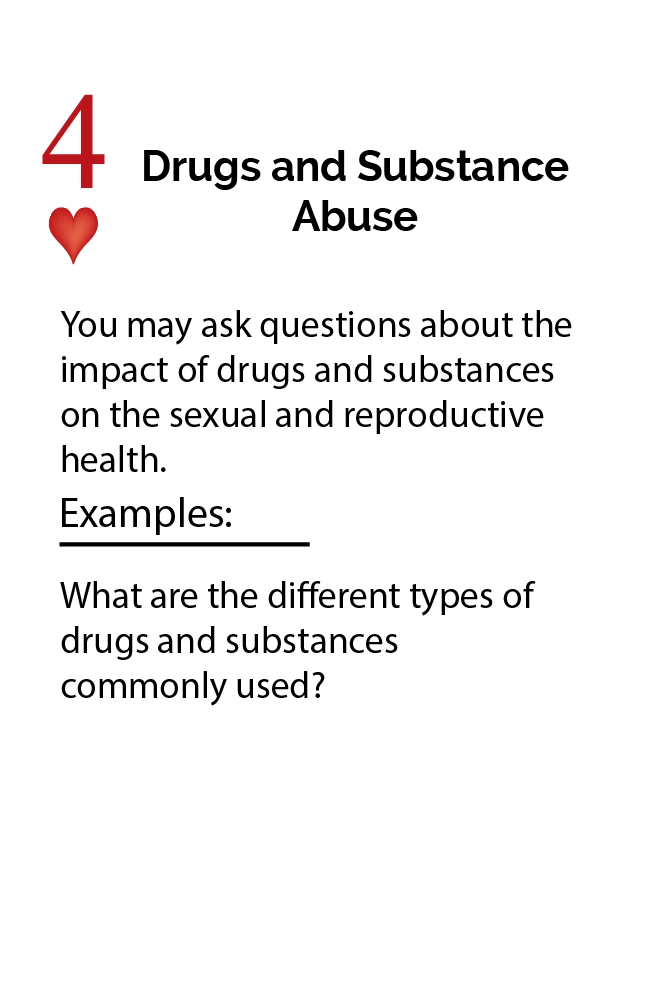 4
Drugs and Substance
Abuse
You may ask questions about the
impact of drugs and substances
on the sexual and reproductive
health.
Examples:
What are the different types of
drugs and substances
commonly used?